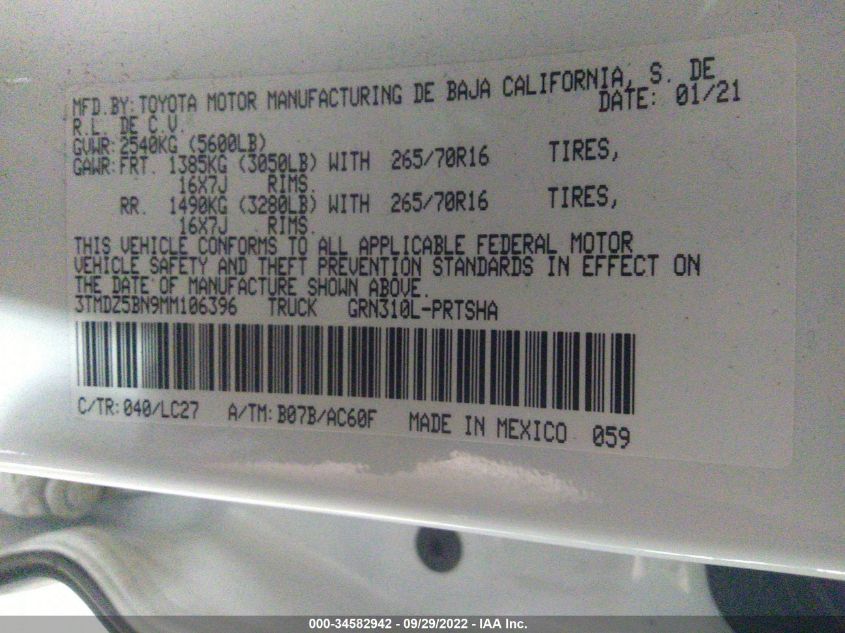 MFD.BY: TOYOTA MOTOR MANUFACTURING DE BAJA CALIFORNIA, S. DE
R.L. DE C.V. DATE: 01/21
GVWR: 2540KG (5600LB)
GAWR: FRT. 1385KG (3050LB) WITH 265/70R16 TIRES,
16X7J RIMS.
RR. 1490KG (3280LB) WITH 265/70R16 TIRES,
16X7J RIMS.
THIS VEHICLE CONFORMS TO ALL APPLICABLE FEDERAL MOTOR
VEHICLE SAFETY AND THEFT PREVENTION STANDARDS IN EFFECT ON
THE DATE OF MANUFACTURE SHOWN ABOVE.
3TMDZ5BN9MM106396 TRUCK GRN310L-PRTSHA
C/TR: 040/LC27 A/TM: B07B/AC60F MADE IN MEXICO 059
000-34582942 - 09/29/2022 - IAA Inc.